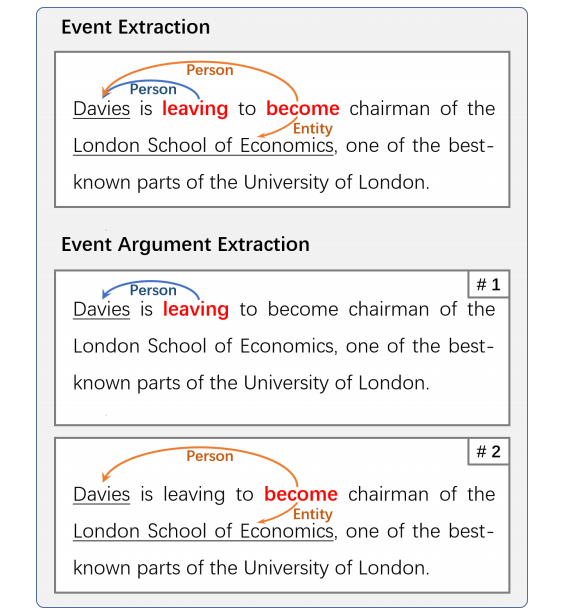 Event Extraction
Person
Person
Davies is leaving to become chairman of the
Entity
London School of Economics, one of the best-
known parts of the University of London.
Event Argument Extraction
# 1
Person
Davies is leaving to become chairman of the
London School of Economics, one of the best-
known parts of the University of London.
# 2
Person
Davies is leaving to become chairman of the
Entity
London School of Economics, one of the best-
known parts of the University of London.